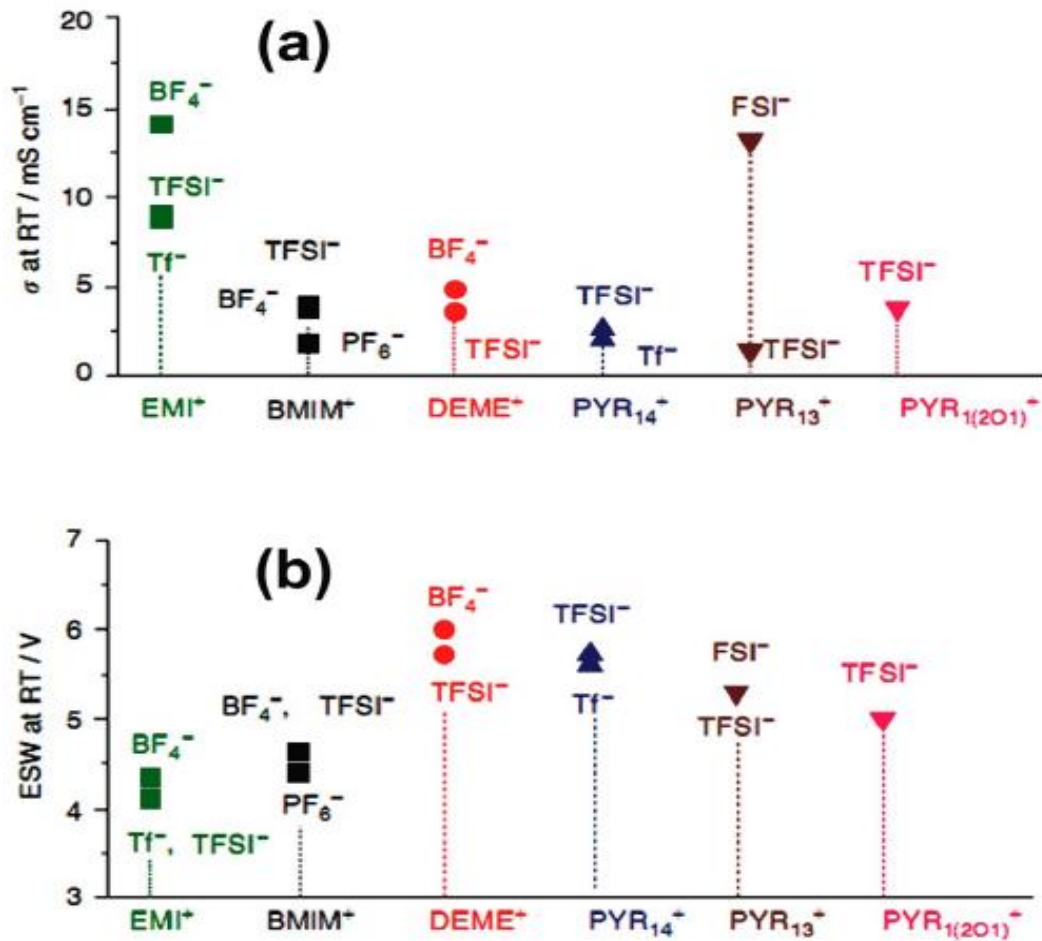 (a)
σ at RT / mS cm⁻¹
20
15
10
5
0
BF₄⁻
TFSI⁻
Tf⁻
TFSI⁻
BF₄⁻
PF₆⁻
BF₄⁻
TFSI⁻
TFSI⁻
Tf⁻
FSI⁻
TFSI⁻
TFSI⁻
EMI⁺ BMIM⁺ DEME⁺ PYR₁₄⁺ PYR₁₃⁺ PYR₁₍₂O₁₎⁺
(b)
ESW at RT / V
7
6
5
4
3
BF₄⁻
Tf⁻, TFSI⁻
BF₄⁻, TFSI⁻
PF₆⁻
BF₄⁻
TFSI⁻
TFSI⁻
Tf⁻
FSI⁻
TFSI⁻
TFSI⁻
EMI⁺ BMIM⁺ DEME⁺ PYR₁₄⁺ PYR₁₃⁺ PYR₁₍₂O₁₎⁺